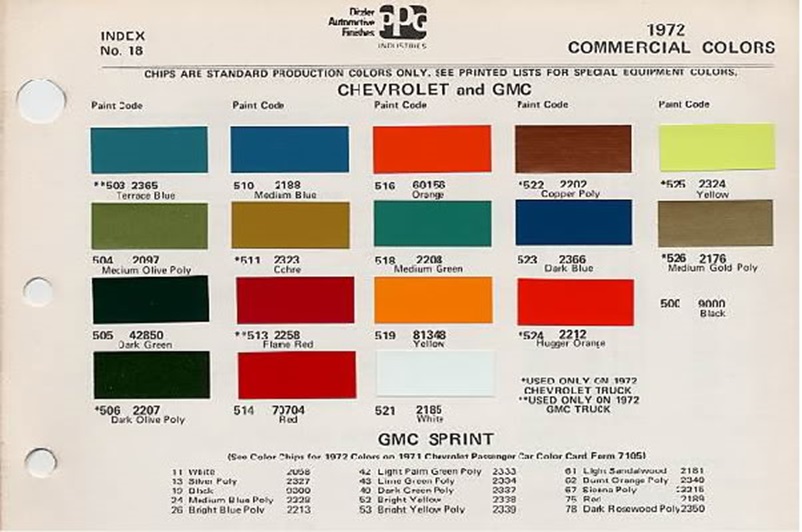 Ditzler
Automotive
Finishes
PPG
INDUSTRIES
INDEX
No. 18
1972
COMMERCIAL COLORS
CHIPS ARE STANDARD PRODUCTION COLORS ONLY. SEE PRINTED LISTS FOR SPECIAL EQUIPMENT COLORS.
CHEVROLET and GMC
Paint Code Paint Code Paint Code Paint Code Paint Code
**503 2365 510 2188 516 60156 *522 2202 *525 2324
Terrace Blue Medium Blue Orange Copper Poly Yellow
504 2097 *511 2323 518 2208 523 2366 *526 2176
Medium Olive Poly Ochre Medium Green Dark Blue Medium Gold Poly
505 42850 **513 2258 519 81348 *524 2212 500 9000
Dark Green Flame Red Yellow Hugger Orange Black
*506 2207 514 70704 521 2185
Dark Olive Poly Red White
*USED ONLY ON 1972
CHEVROLET TRUCK
**USED ONLY ON 1972
GMC TRUCK
GMC SPRINT
(See Color Chips for 1972 Colors on 1971 Chevrolet Passenger Car Color Card Form 7105)
11 White 2058 42 Light Palm Green Poly 2333 61 Light Sandalwood 2181
13 Silver Poly 2327 43 Lime Green Poly 2334 62 Burnt Orange Poly 2340
19 Black 9300 49 Dark Green Poly 2337 67 Sienna Poly
24 Medium Blue Poly 2328 52 Bright Yellow Poly 2338 75 Red 2189
26 Bright Blue Poly 2213 53 Bright Yellow Poly 2339 78 Dark Rosewood Poly 2350